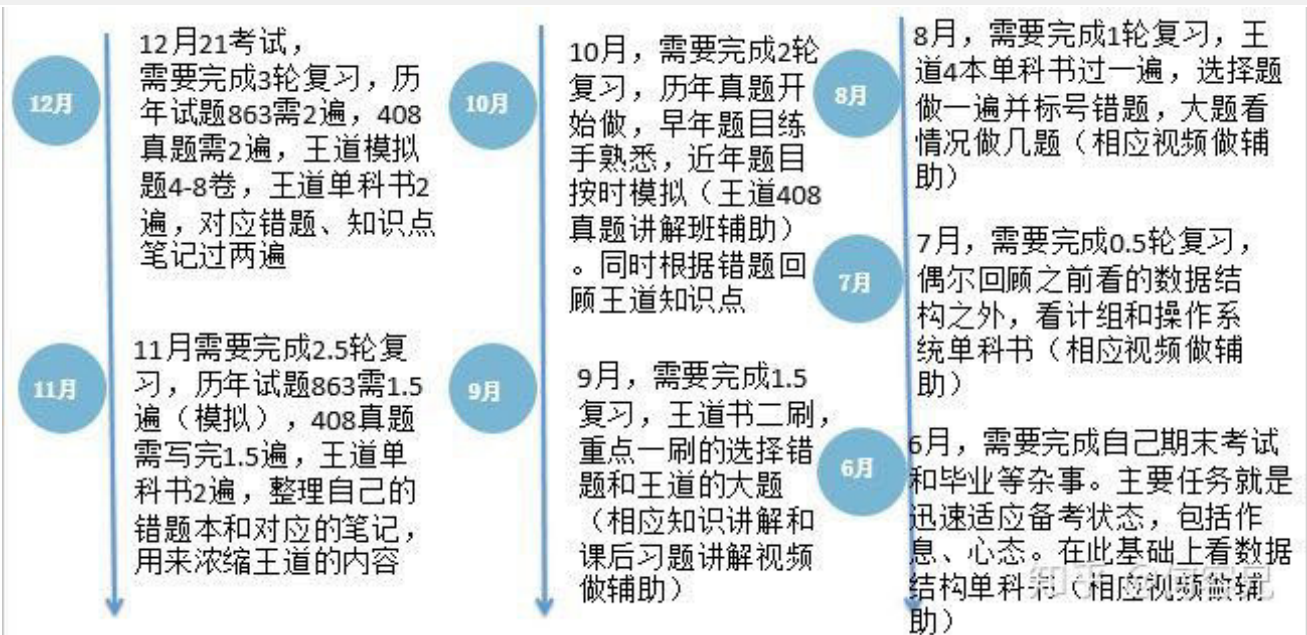 12月
12月21考试，
需要完成3轮复习，历
年试题863需2遍，408
真题需2遍，王道模拟
题4-8卷，王道单科书2
遍，对应错题、知识点
笔记过两遍
11月
11月需要完成2.5轮复
习，历年试题863需1.5
遍（模拟），408真题
需写完1.5遍，王道单
科书2遍，整理自己的
错题本和对应的笔记，
用来浓缩王道的内容
10月
10月，需要完成2轮
复习，历年真题开
始做，早年题目练
手熟悉，近年题目
按时模拟（王道408
真题讲解班辅助）
。同时根据错题回
顾王道知识点
9月
9月，需要完成1.5
复习，王道书二刷，
重点一刷的选择错
题和王道的大题
（相应知识讲解和
课后习题讲解视频
做辅助）
8月
8月，需要完成1轮复习，王
道4本单科书过一遍，选择题
做一遍并标号错题，大题看
情况做几题（相应视频做辅
助）
7月
7月，需要完成0.5轮复习，
偶尔回顾之前看的数据结
构之外，看计组和操作系
统单科书（相应视频做辅
助）
6月
6月，需要完成自己期末考试
和毕业等杂事。主要任务就是
迅速适应备考状态，包括作
息、心态。在此基础上看数据
结构单科书（相应视频做辅
助）
知乎